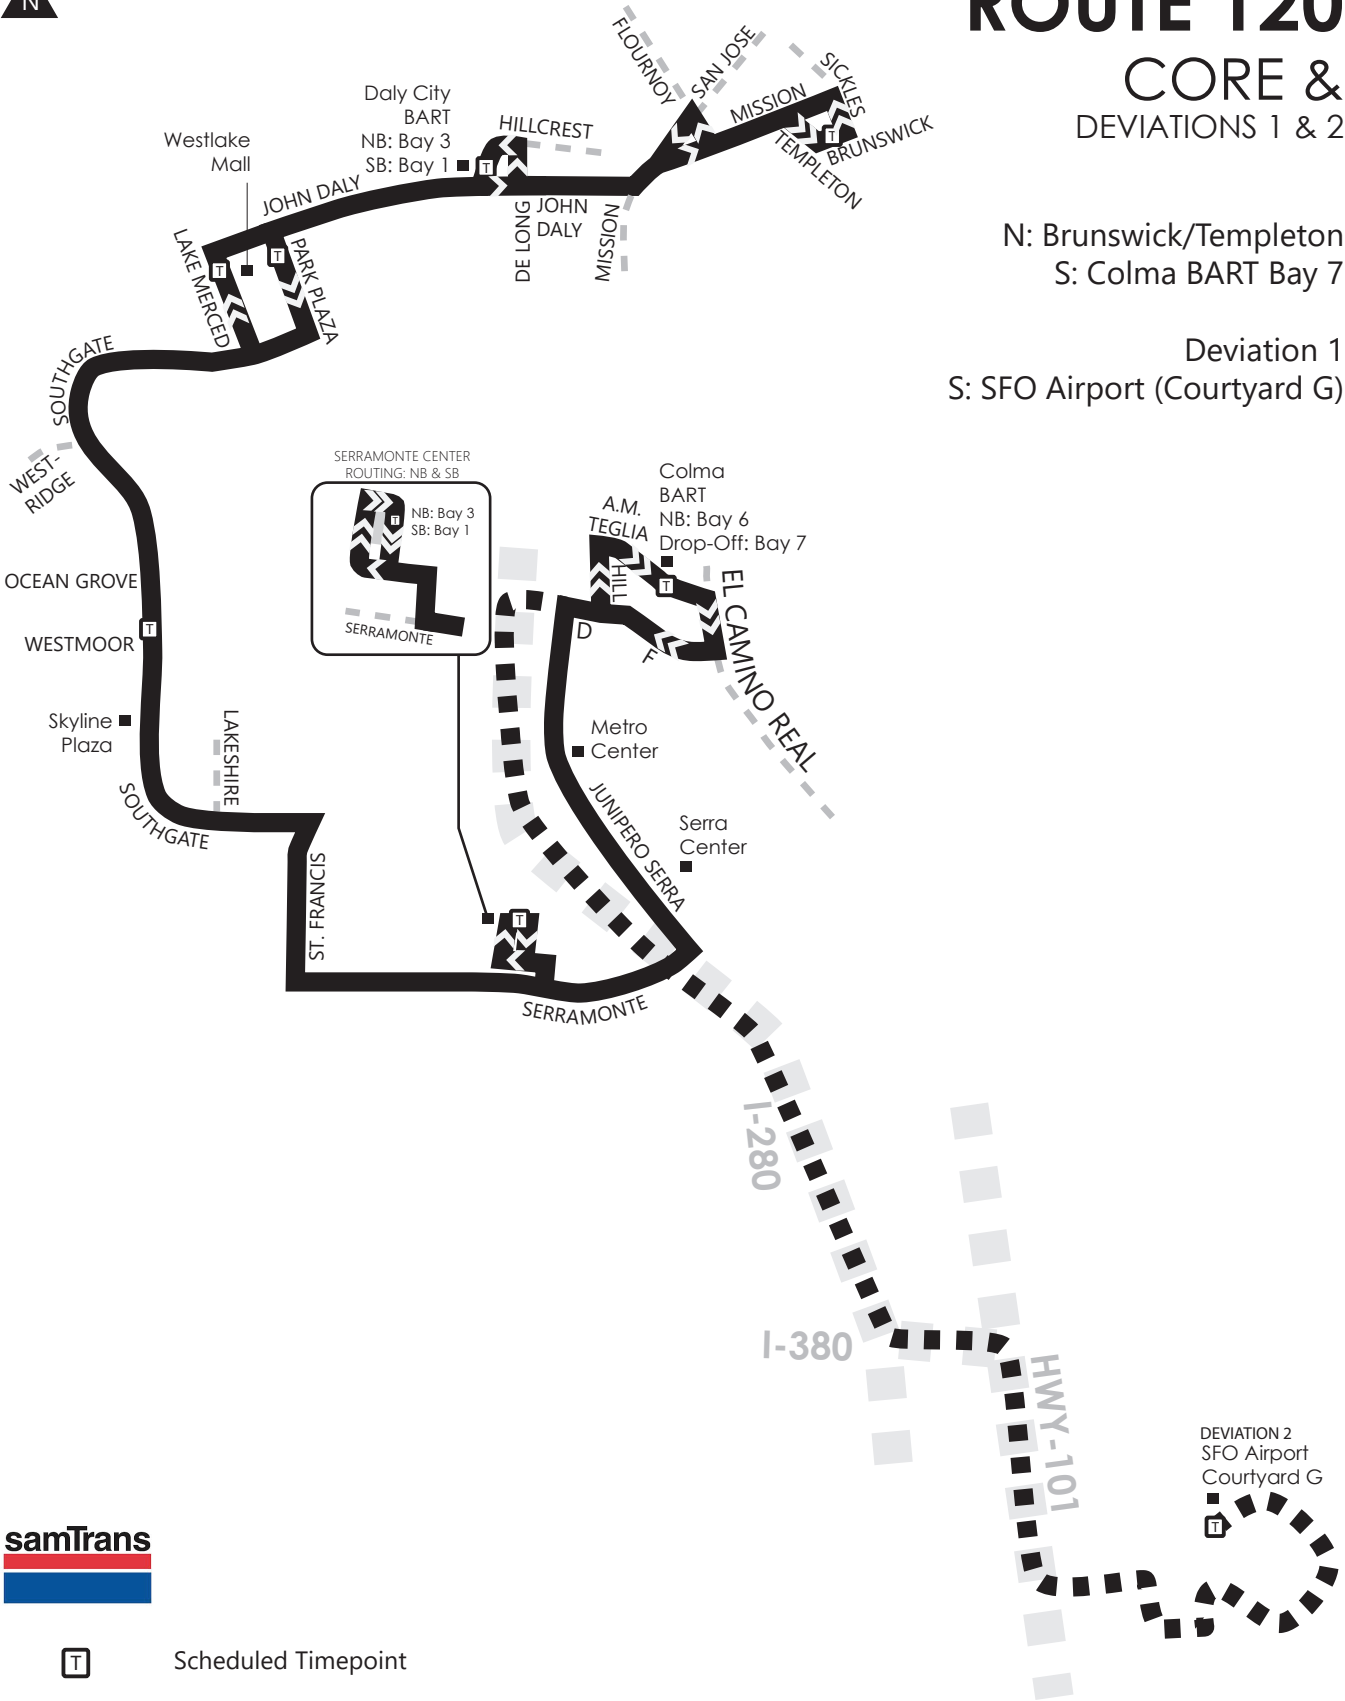 N
ROUTE 120
CORE &
DEVIATIONS 1 & 2
N: Brunswick/Templeton
S: Colma BART Bay 7
Deviation 1
S: SFO Airport (Courtyard G)
FLOURNOY
SAN JOSE
SICKLES
MISSION
T
BRUNSWICK
TEMPLETON
Daly City
BART
NB: Bay 3
SB: Bay 1
T
HILLCREST
Westlake
Mall
JOHN DALY
DE LONG
JOHN
DALY
MISSION
LAKE MERCED
T
T
PARK PLAZA
SOUTHGATE
WEST-
RIDGE
SERRAMONTE CENTER
ROUTING: NB & SB
T
NB: Bay 3
SB: Bay 1
SERRAMONTE
Colma
BART
NB: Bay 6
Drop-Off: Bay 7
A.M.
TEGLIA
HILL
T
D
F
EL CAMINO REAL
OCEAN GROVE
T
WESTMOOR
Skyline
Plaza
LAKESHIRE
SOUTHGATE
Metro
Center
JUNIPERO SERRA
Serra
Center
ST. FRANCIS
T
SERRAMONTE
I-280
I-380
HWY-101
DEVIATION 2
SFO Airport
Courtyard G
T
samTrans
T
Scheduled Timepoint